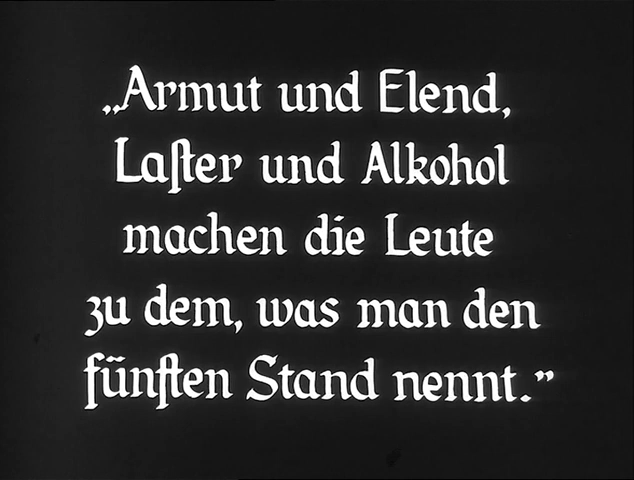 „Armut und Elend,
Laſter und Alkohol
machen die Leute
zu dem, was man den
fünften Stand nennt.”